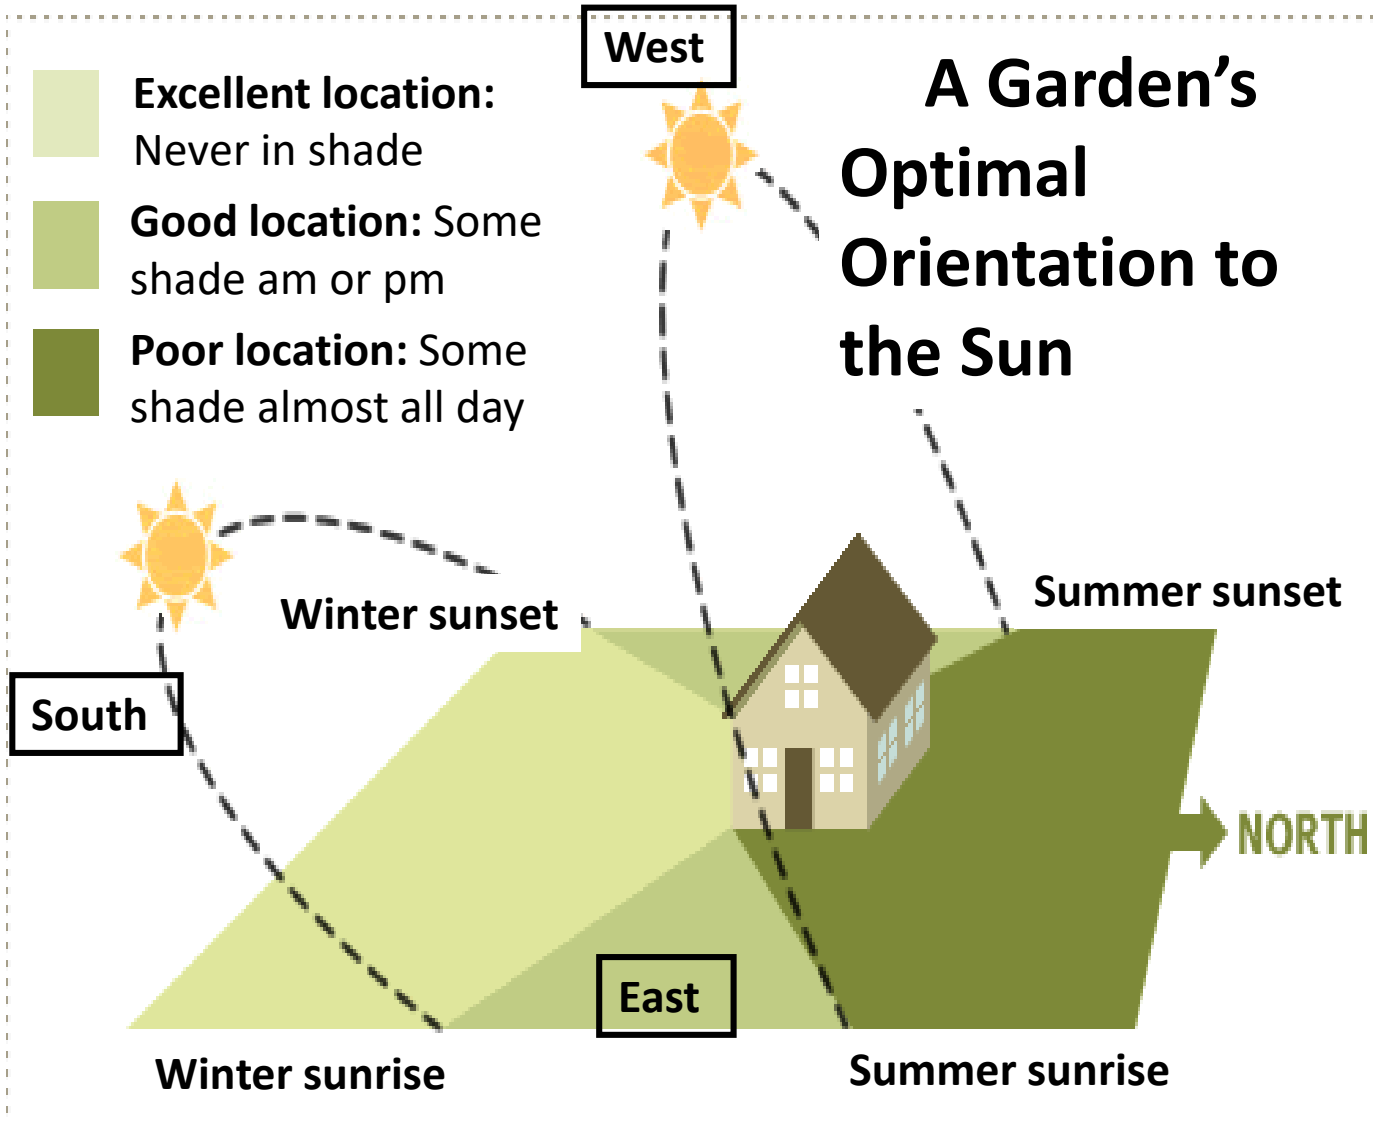 West
A Garden’s
Optimal
Orientation to
the Sun
Excellent location:
Never in shade
Good location: Some
shade am or pm
Poor location: Some
shade almost all day
Winter sunset
Summer sunset
South
NORTH
East
Winter sunrise
Summer sunrise